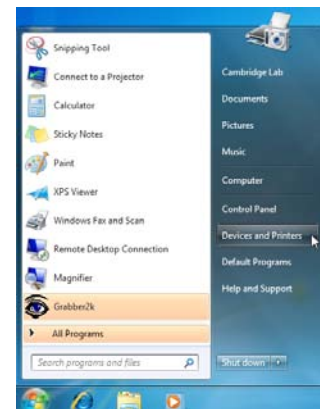 Snipping Tool
Connect to a Projector
Calculator
Sticky Notes
Paint
XPS Viewer
Windows Fax and Scan
Remote Desktop Connection
Magnifier
Grabber2k
All Programs
Search programs and files
Cambridge Lab
Documents
Pictures
Music
Computer
Control Panel
Devices and Printers
Default Programs
Help and Support
Shut down